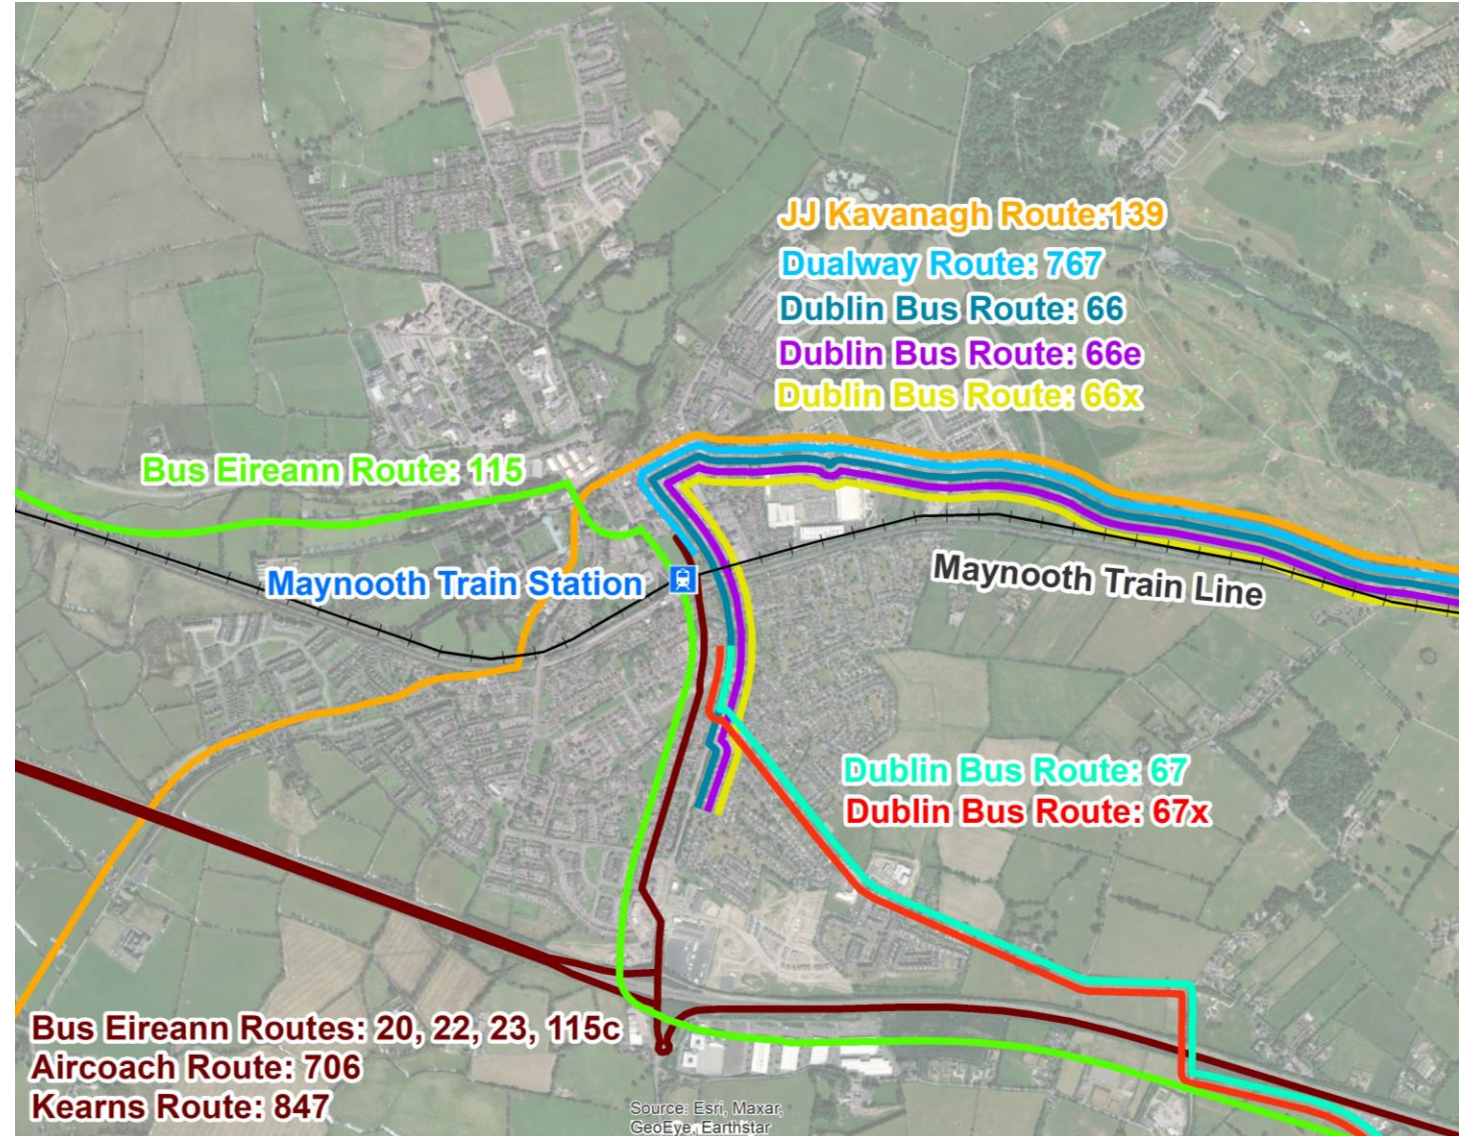 JJ Kavanagh Route:139
Dualway Route: 767
Dublin Bus Route: 66
Dublin Bus Route: 66e
Dublin Bus Route: 66x
Bus Eireann Route: 115
Maynooth Train Station
Maynooth Train Line
Dublin Bus Route: 67
Dublin Bus Route: 67x
Bus Eireann Routes: 20, 22, 23, 115c
Aircoach Route: 706
Kearns Route: 847
Source: Esri, Maxar,
GeoEye, Earthstar